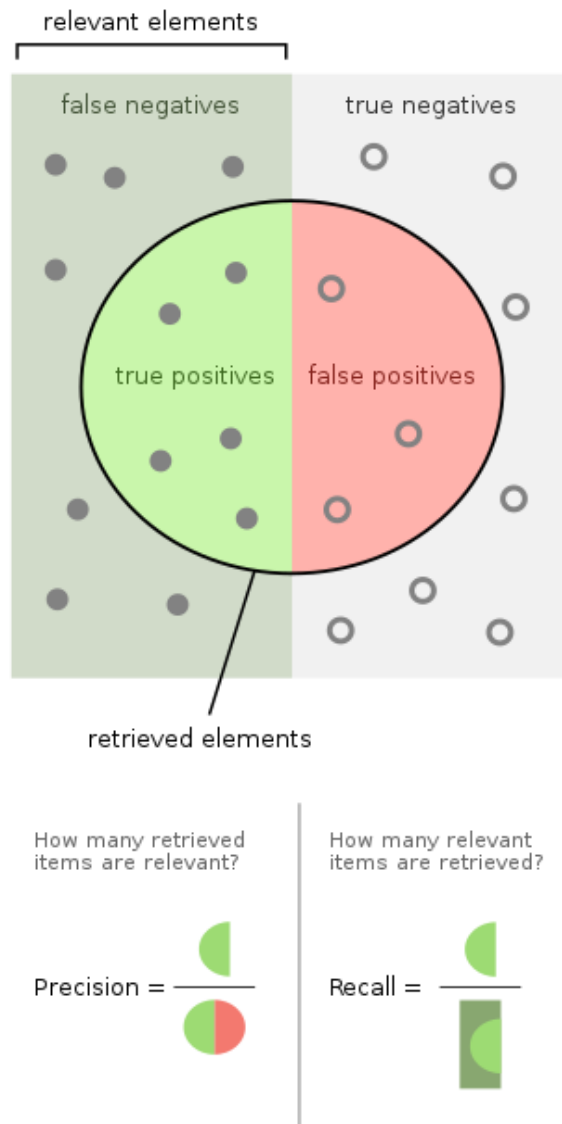 relevant elements
false negatives
true negatives
true positives
false positives
retrieved elements
How many retrieved
items are relevant?
Precision =
How many relevant
items are retrieved?
Recall =